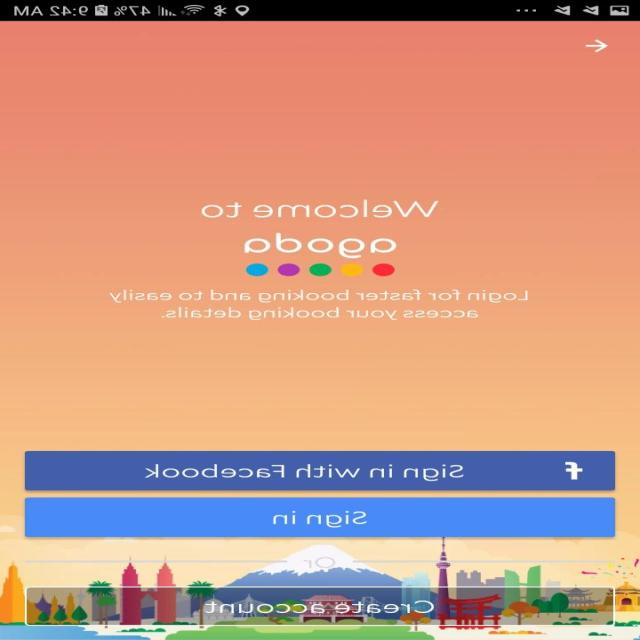 47% 9:42 AM
Welcome to
agoda
Login for faster booking and to easily
access your booking details.
f Sign in with Facebook
Sign in
Or
Create account